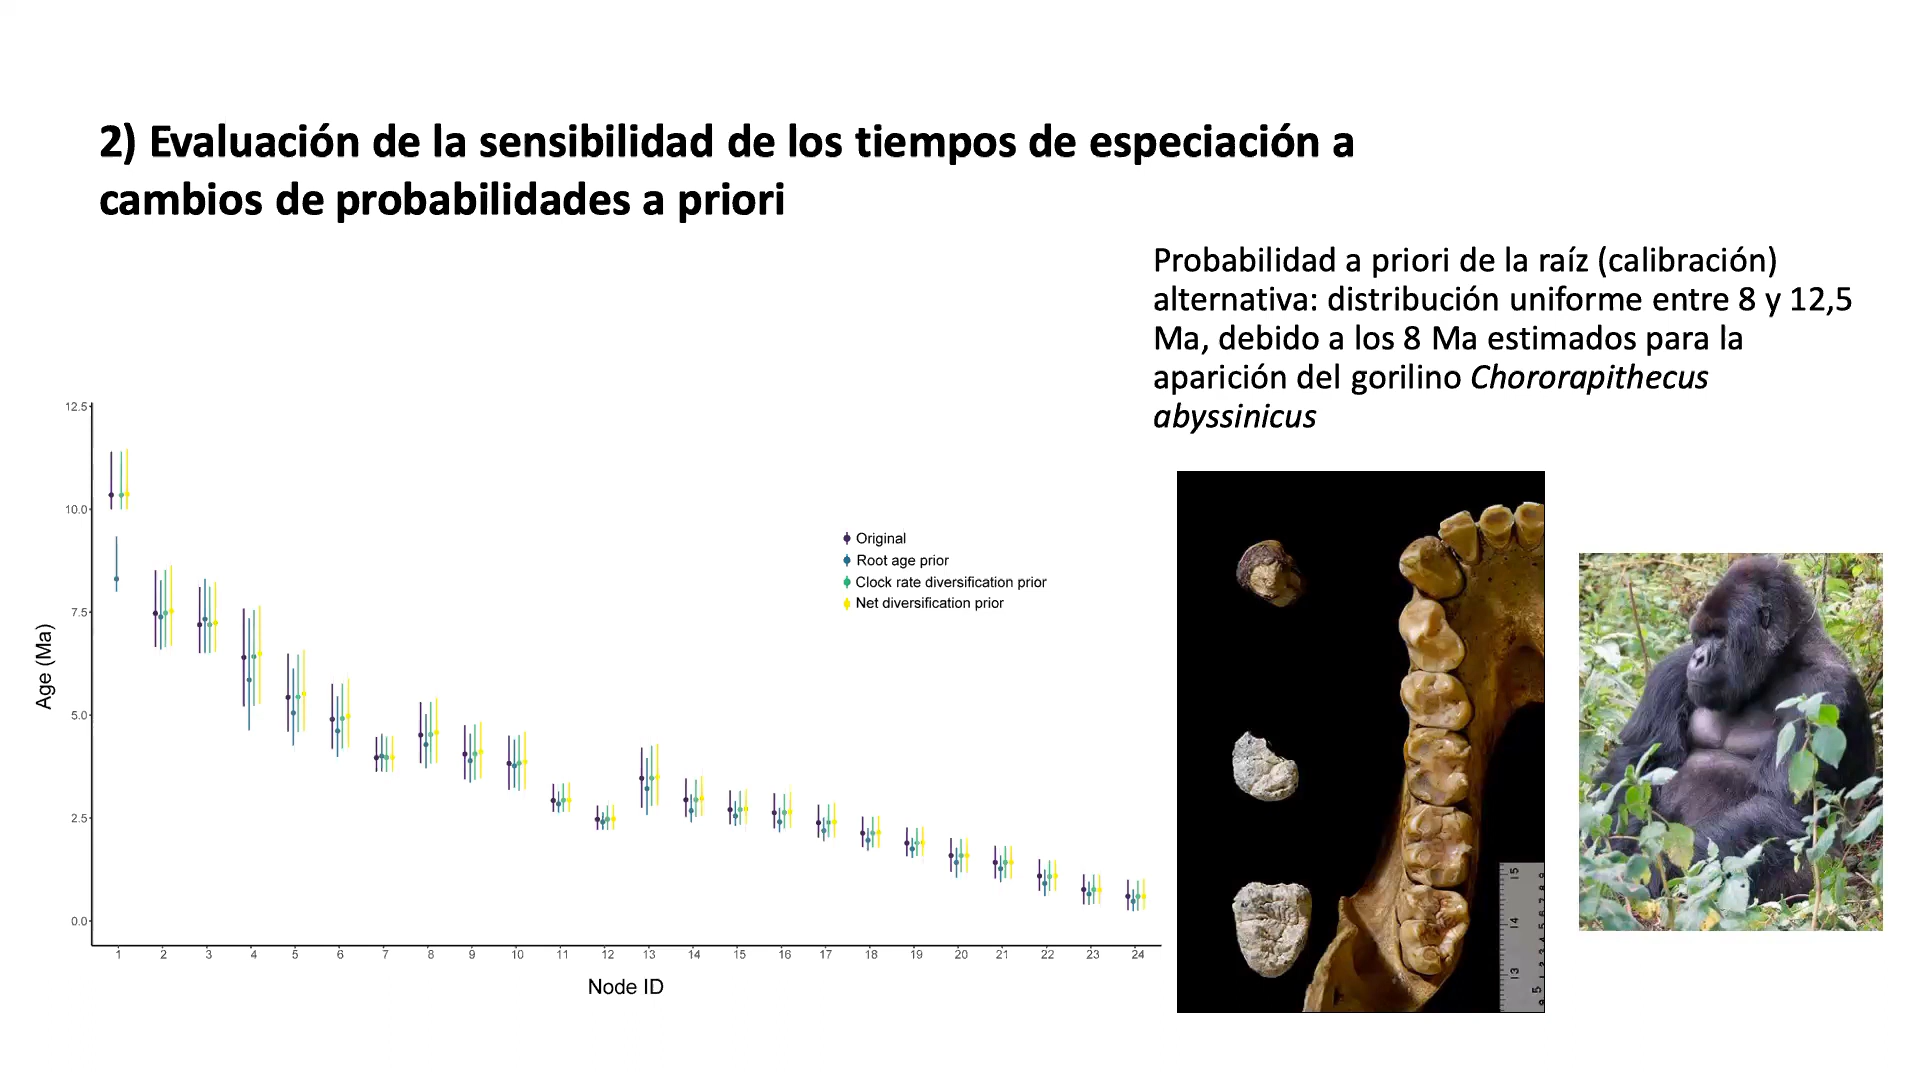 2) Evaluación de la sensibilidad de los tiempos de especiación a
cambios de probabilidades a priori
Probabilidad a priori de la raíz (calibración)
alternativa: distribución uniforme entre 8 y 12,5
Ma, debido a los 8 Ma estimados para la
aparición del gorilino Chororapithecus
abyssinicus
12.5
10.0
7.5
5.0
2.5
0.0
Age (Ma)
Original
Root age prior
Clock rate diversification prior
Net diversification prior
1 2 3 4 5 6 7 8 9 10 11 12 13 14 15 16 17 18 19 20 21 22 23 24
Node ID
15
14
13